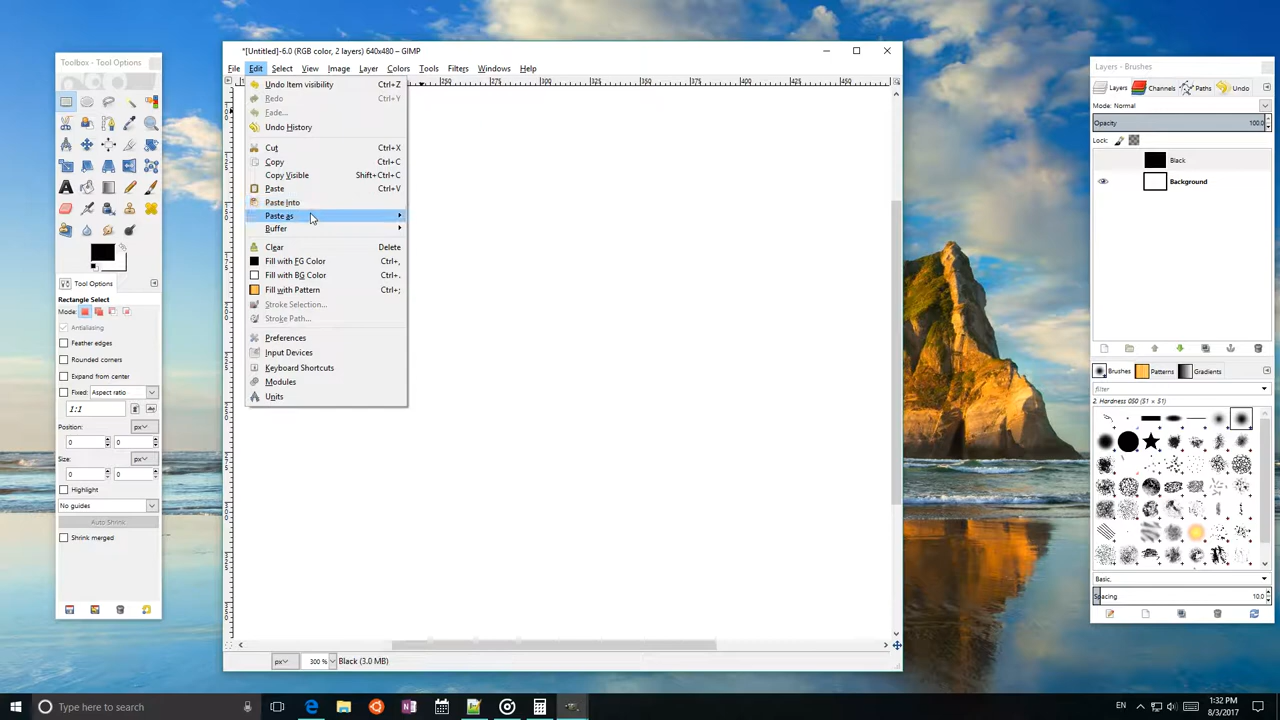 Toolbox - Tool Options
Tool Options
Rectangle Select
Mode:
Antialiasing
Feather edges
Rounded corners
Expand from center
Fixed: Aspect ratio
1:1
Position: px
0 0
Size: px
0 0
Highlight
No guides
Auto Shrink
Shrink merged
*[Untitled]-6.0 (RGB color, 2 layers) 640x480 – GIMP
File Edit Select View Image Layer Colors Tools Filters Windows Help
250 300 350 400 450
Undo Item visibility Ctrl+Z
Redo Ctrl+Y
Fade...
Undo History
Cut Ctrl+X
Copy Ctrl+C
Copy Visible Shift+Ctrl+C
Paste Ctrl+V
Paste Into
Paste as
Buffer
Clear Delete
Fill with FG Color Ctrl+,
Fill with BG Color Ctrl+.
Fill with Pattern Ctrl+;
Stroke Selection...
Stroke Path...
Preferences
Input Devices
Keyboard Shortcuts
Modules
Units
px 300 % Black (3.0 MB)
Layers - Brushes
Layers Channels Paths Undo
Mode: Normal
Opacity 100.0
Lock:
Black
Background
Brushes Patterns Gradients
filter
2. Hardness 050 (51 × 51)
Basic,
Spacing 10.0
Type here to search
EN
1:32 PM
8/3/2017